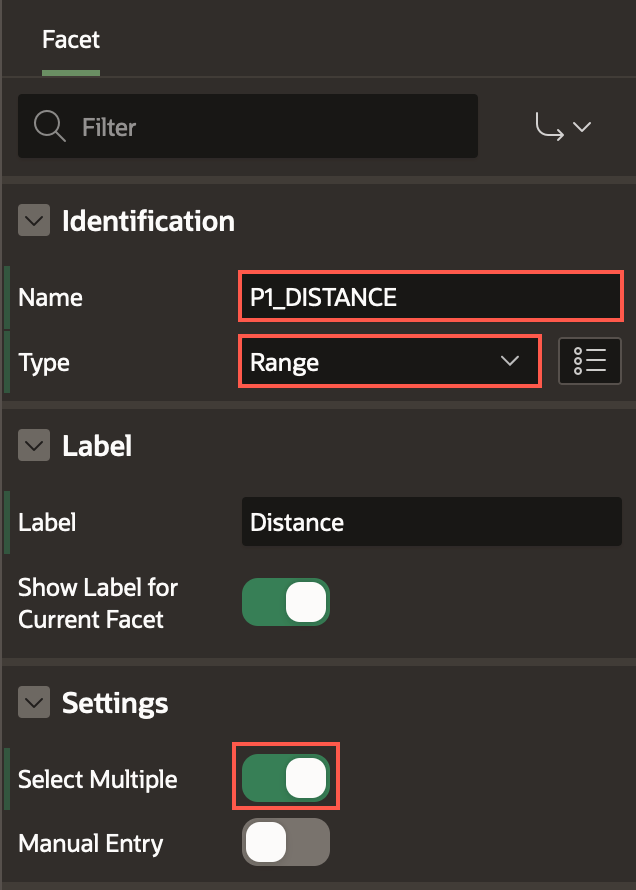 Facet
Filter
Identification
Name P1_DISTANCE
Type Range
Label
Label Distance
Show Label for
Current Facet
Settings
Select Multiple
Manual Entry